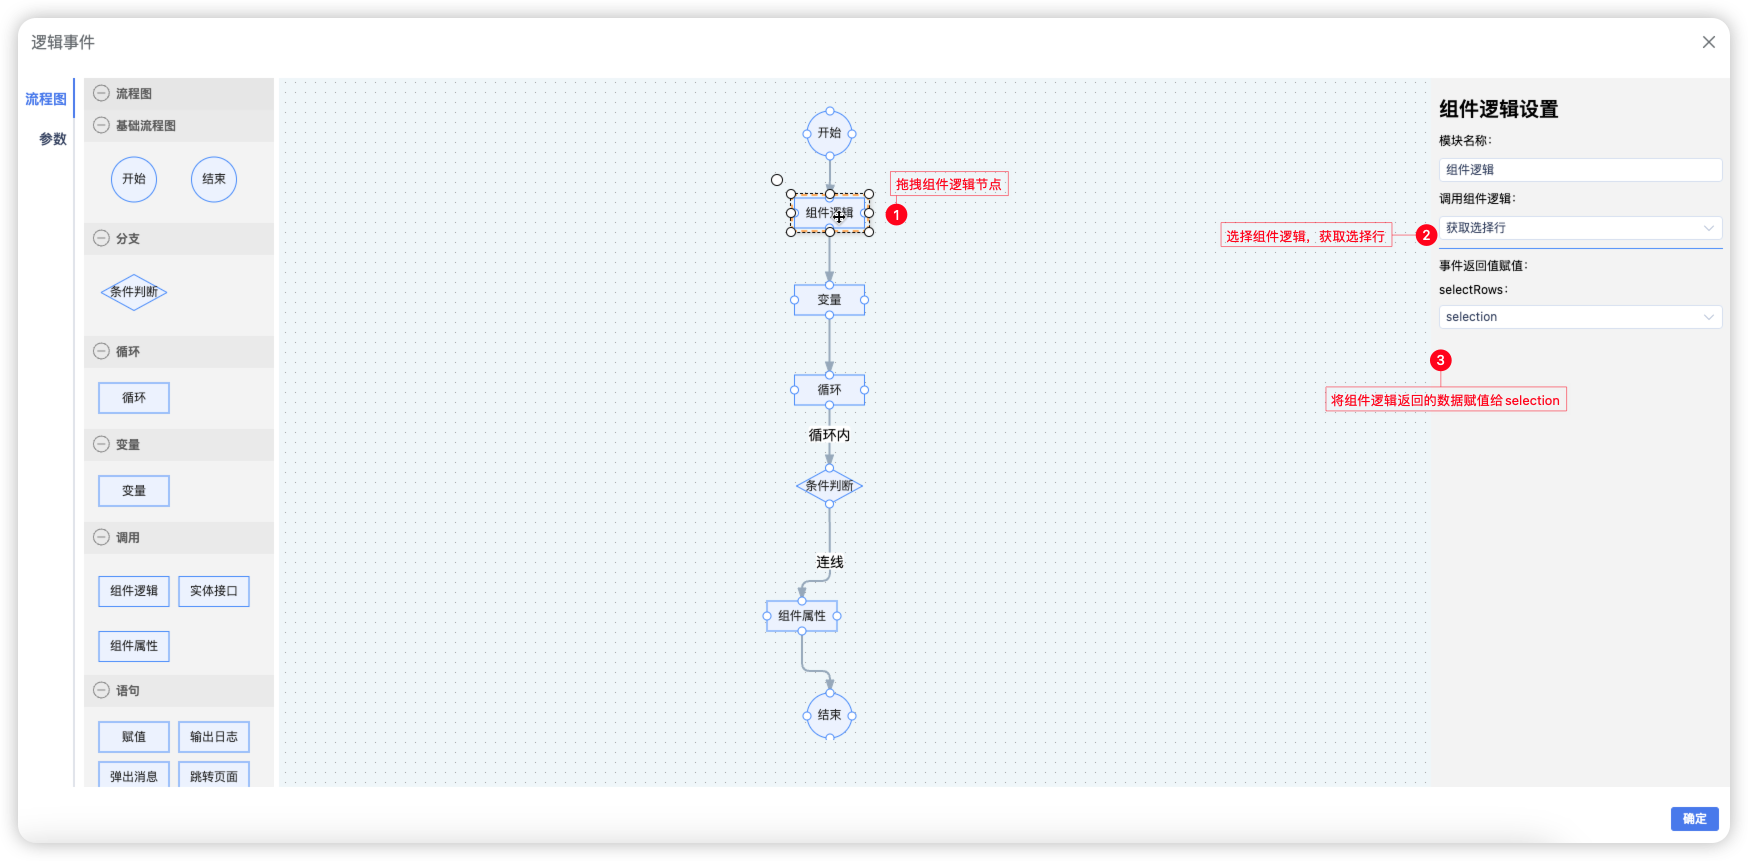 逻辑事件
流程图
参数
流程图
基础流程图
开始
结束
分支
条件判断
循环
循环
变量
变量
调用
组件逻辑
实体接口
组件属性
语句
赋值
输出日志
弹出消息
跳转页面
开始
组件逻辑
拖拽组件逻辑节点
1
变量
循环
循环内
条件判断
连线
组件属性
结束
选择组件逻辑，获取选择行
2
组件逻辑设置
模块名称：
组件逻辑
调用组件逻辑：
获取选择行
事件返回值赋值：
selectRows：
selection
3
将组件逻辑返回的数据赋值给selection
确定